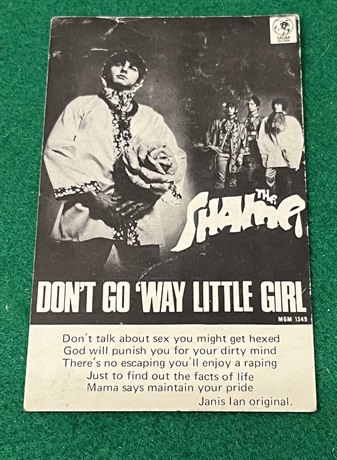 MGM
THE
SHAME
DON'T GO 'WAY LITTLE GIRL
MGM 1349
Don't talk about sex you might get hexed
God will punish you for your dirty mind
There's no escaping you'll enjoy a raping
Just to find out the facts of life
Mama says maintain your pride
Janis Ian original.